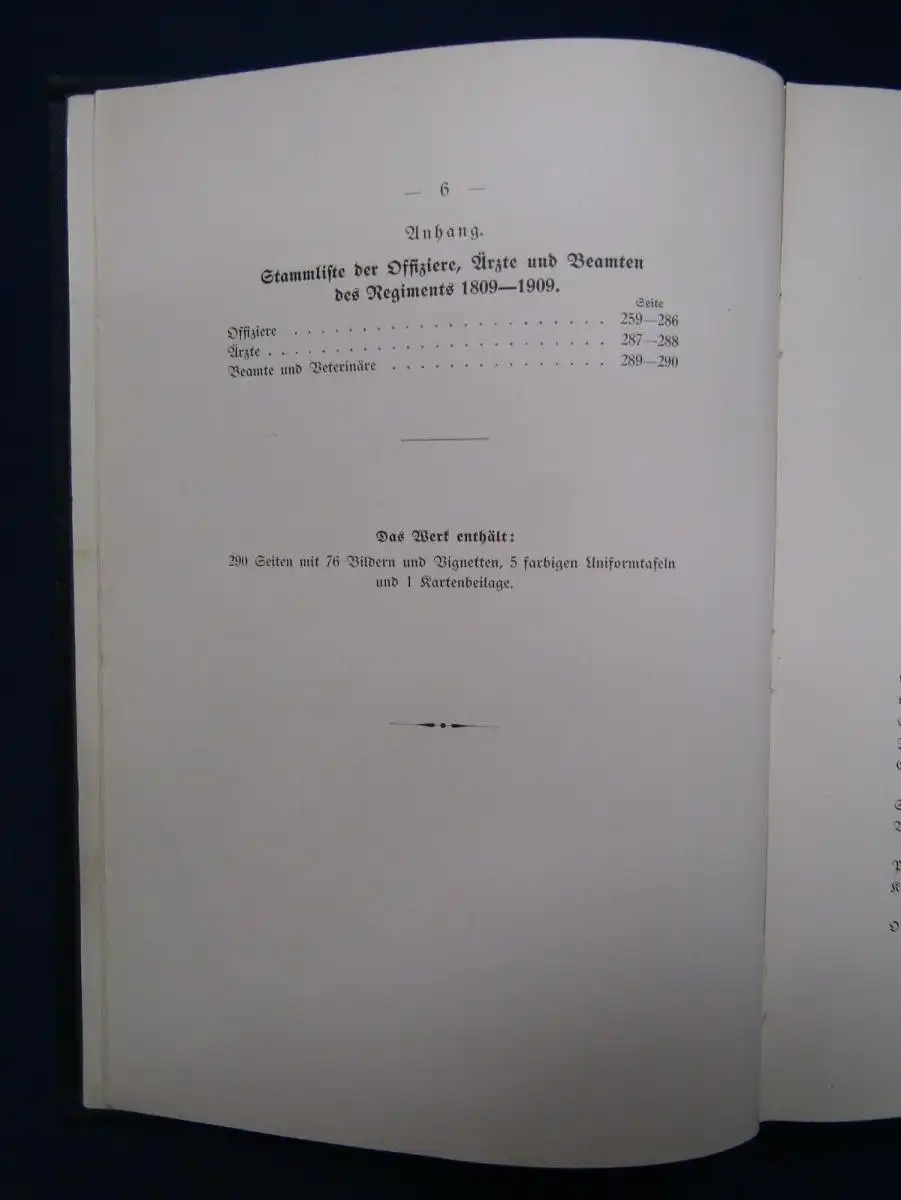 — 6 —
Anhang.
Stammliste der Offiziere, Ärzte und Beamten
des Regiments 1809—1909.
Seite
Offiziere . . . . . . . . . . . . . . . . . . . . . . . . 259—286
Ärzte . . . . . . . . . . . . . . . . . . . . . . . . . . 287—288
Beamte und Veterinäre . . . . . . . . . . . . . . . . 289—290
Das Werk enthält:
290 Seiten mit 76 Bildern und Vignetten, 5 farbigen Uniformtafeln
und 1 Kartenbeilage.